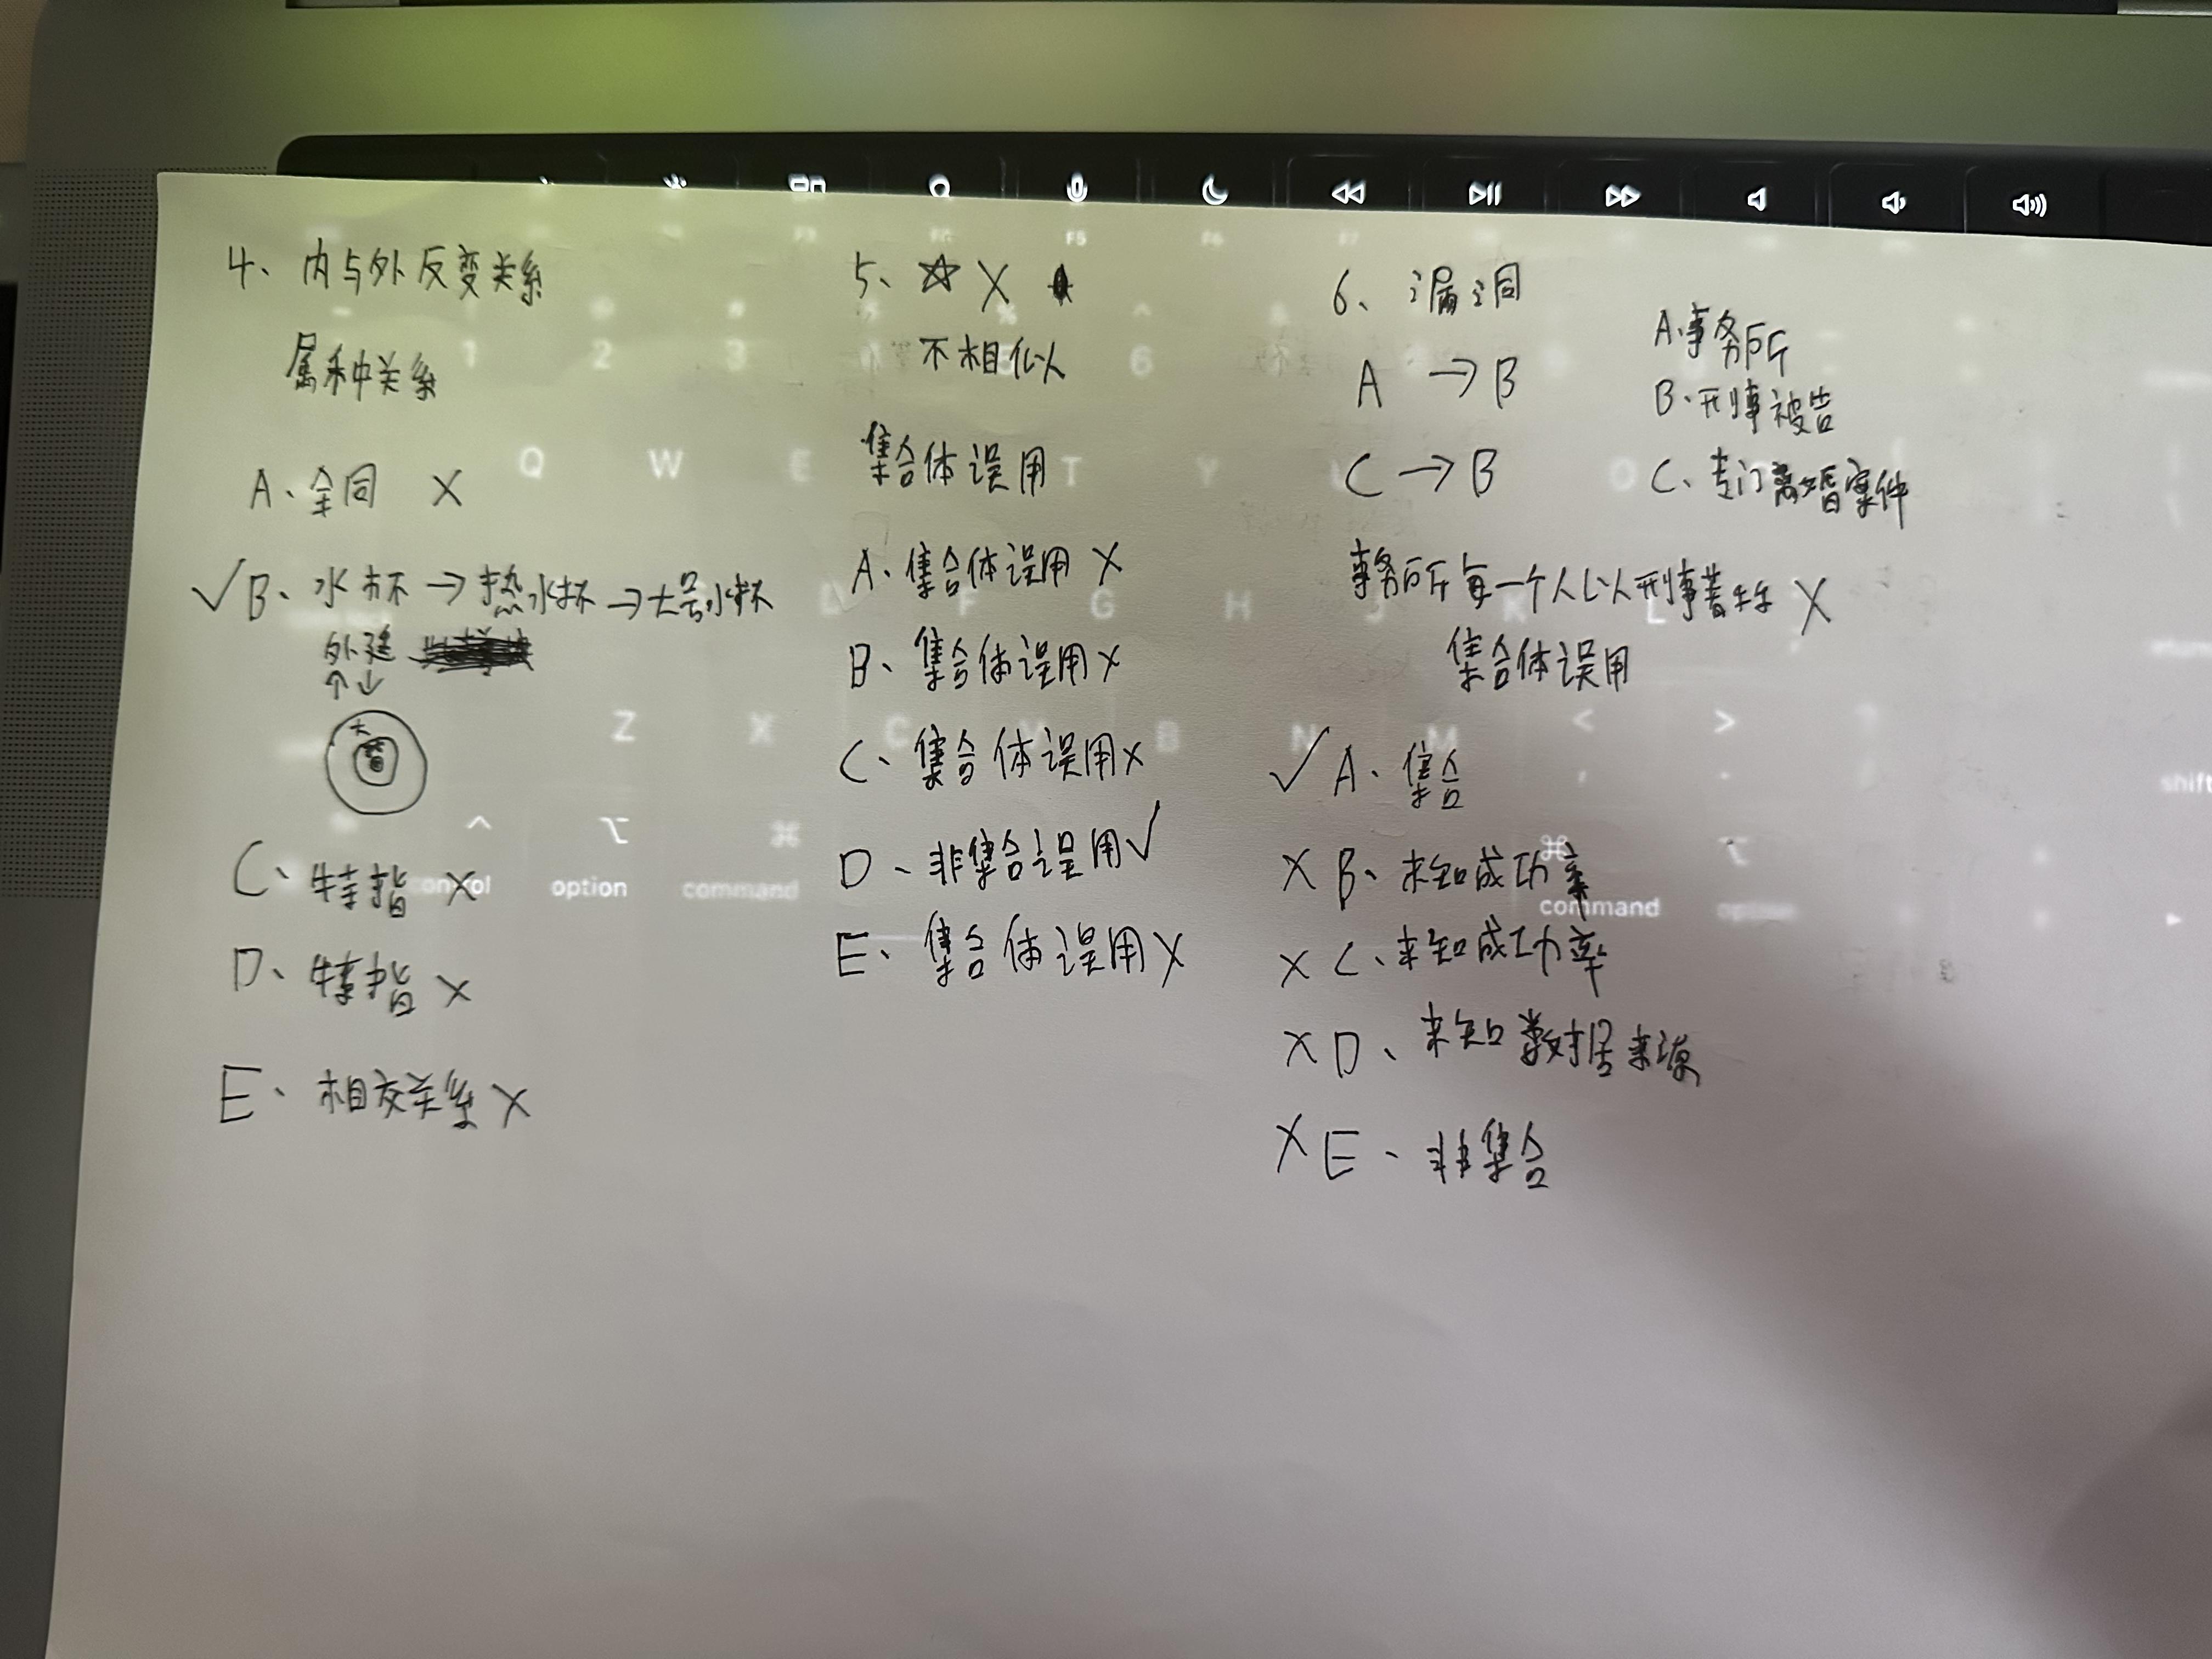 4、内与外反变关系
属种关系
A、全同 X
✓B、水杯→热水杯→大号水杯
外延
↑↓
大
C、特指 X
D、特指 X
E、相交关系 X
5、☆ X
不相似
集合体误用
A、集合体误用 X
B、集合体误用 X
C、集合体误用 X
D、非集合误用✓
E、集合体误用 X
6、漏洞
A → B
C → B
A.事务所
B.刑事被告
C、专门离婚案件
事务所每一个人以刑事著称 X
集合体误用
✓A、集合
X B、未知成功率
X C、未知成功率
X D、未知数据来源
X E、非集合
F5
1 2 3 6
Q W E T Y O
F G H J K L
Z X C B N M < >
control option command
command option
shift